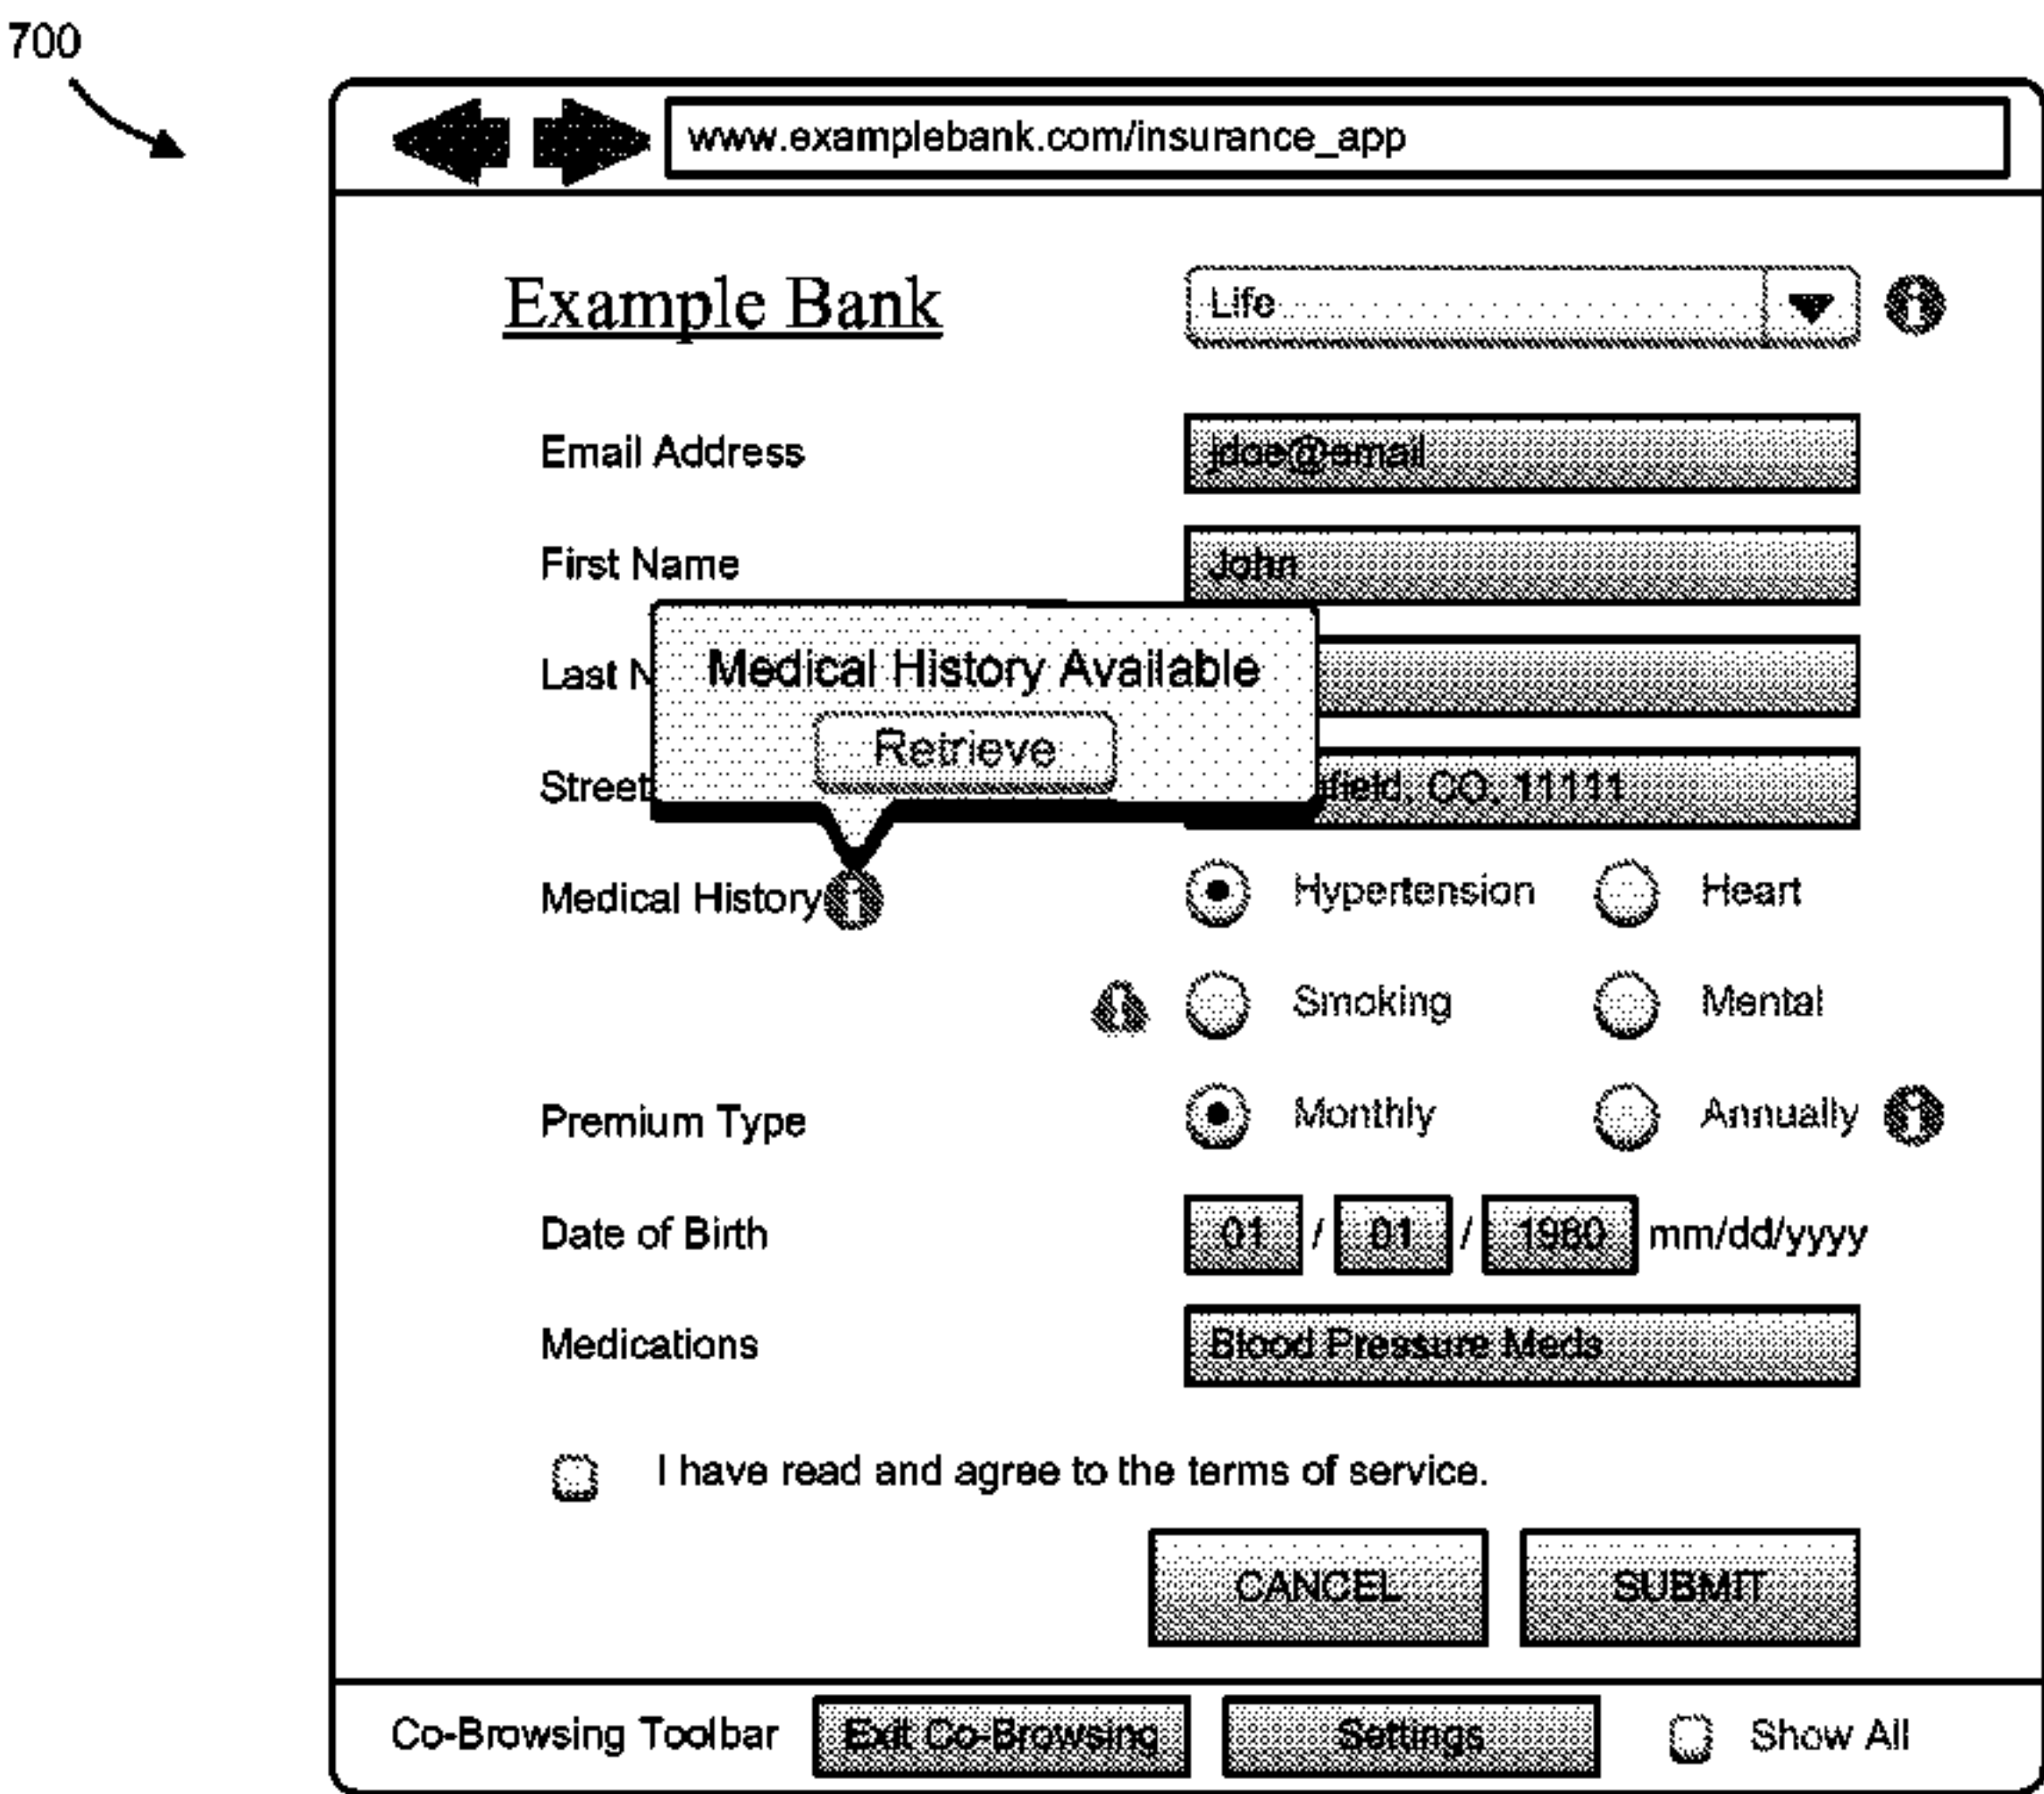 700
www.examplebank.com/insurance_app
Example Bank Life
Email Address jdoe@email
First Name John
Last N
Medical History Available
Retrieve
Street field, CO, 11111
Medical History Hypertension Heart
Smoking Mental
Premium Type Monthly Annually
Date of Birth 01 / 01 / 1980 mm/dd/yyyy
Medications Blood Pressure Meds
I have read and agree to the terms of service.
CANCEL SUBMIT
Co-Browsing Toolbar Exit Co-Browsing Settings Show All